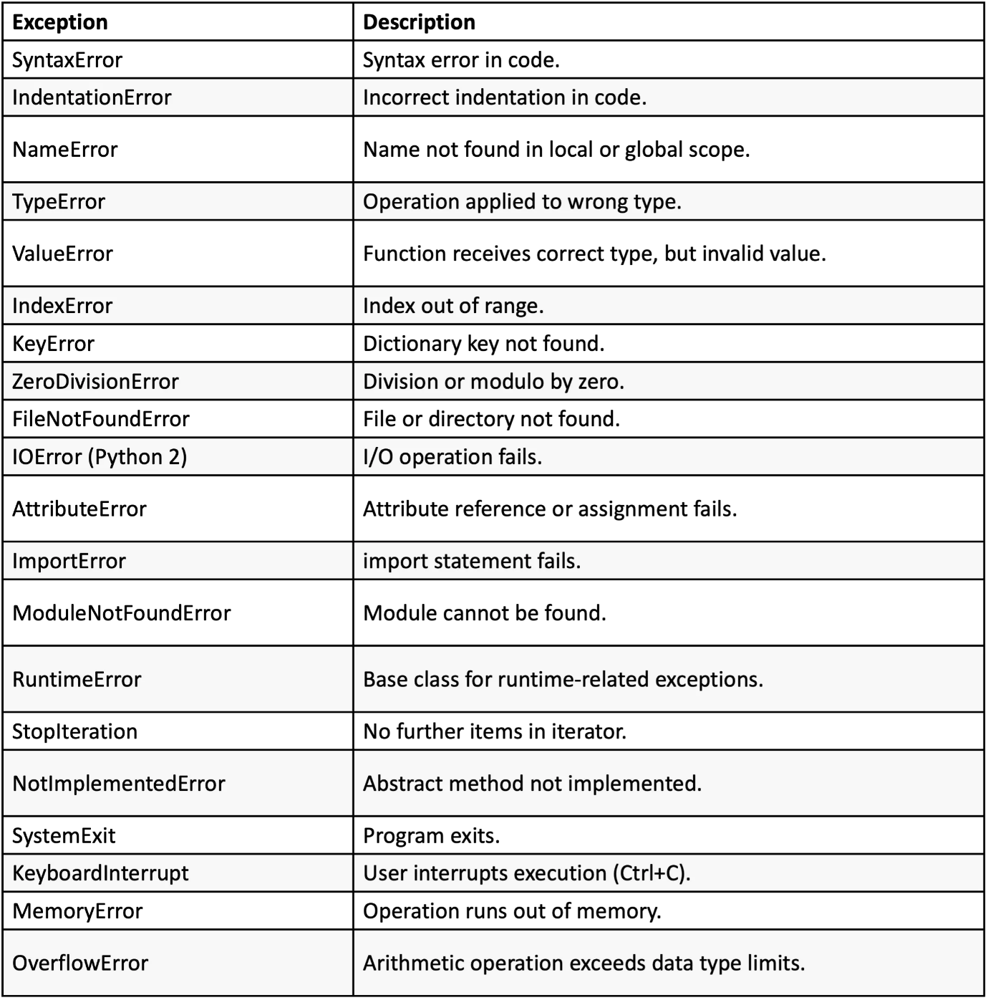 Exception Description
SyntaxError Syntax error in code.
IndentationError Incorrect indentation in code.
NameError Name not found in local or global scope.
TypeError Operation applied to wrong type.
ValueError Function receives correct type, but invalid value.
IndexError Index out of range.
KeyError Dictionary key not found.
ZeroDivisionError Division or modulo by zero.
FileNotFoundError File or directory not found.
IOError (Python 2) I/O operation fails.
AttributeError Attribute reference or assignment fails.
ImportError import statement fails.
ModuleNotFoundError Module cannot be found.
RuntimeError Base class for runtime-related exceptions.
StopIteration No further items in iterator.
NotImplementedError Abstract method not implemented.
SystemExit Program exits.
KeyboardInterrupt User interrupts execution (Ctrl+C).
MemoryError Operation runs out of memory.
OverflowError Arithmetic operation exceeds data type limits.